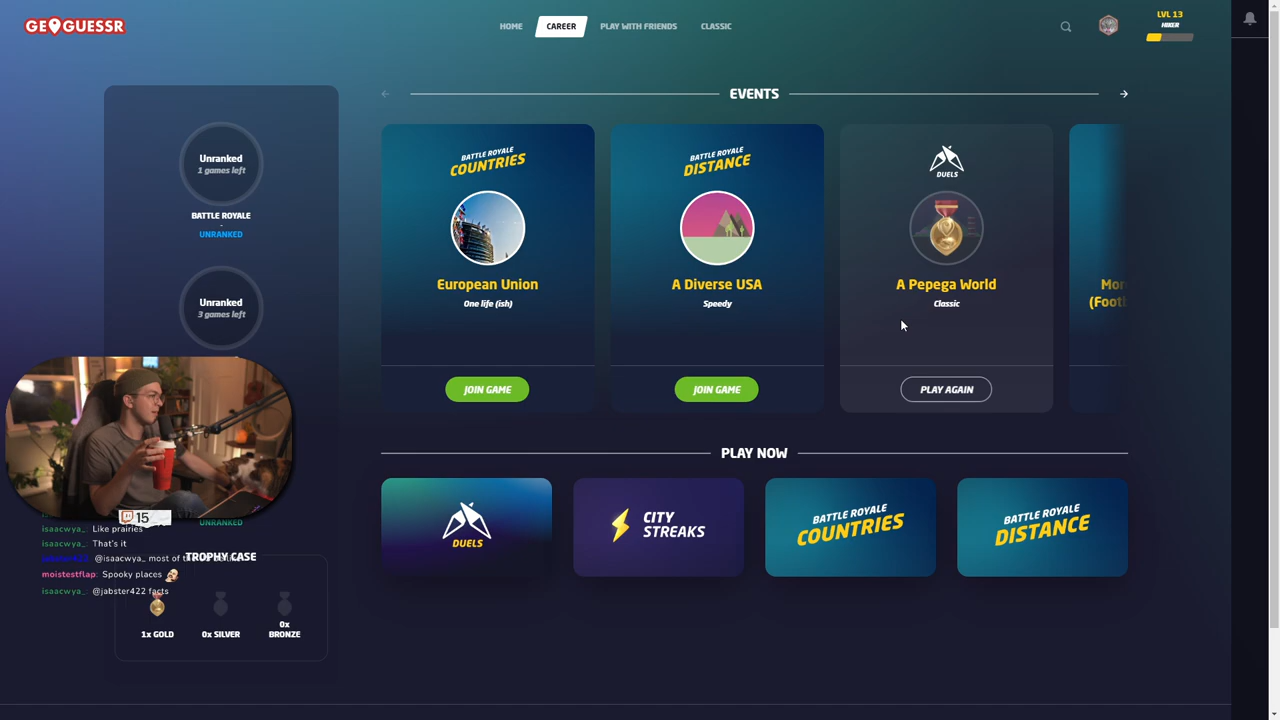 GEOGUESSR
HOME
CAREER
PLAY WITH FRIENDS
CLASSIC
LVL 13
HIKER
Unranked
1 games left
BATTLE ROYALE
-
UNRANKED
Unranked
3 games left
UNRANKED
15
isaacwya_: Like prairies
isaacwya_: That's it
@isaacwya_ most of
moistestflap: Spooky places
isaacwya_: @jabster422 facts
TROPHY CASE
1x GOLD
0x SILVER
0x
BRONZE
EVENTS
BATTLE ROYALE
COUNTRIES
European Union
One life (ish)
JOIN GAME
BATTLE ROYALE
DISTANCE
A Diverse USA
Speedy
JOIN GAME
DUELS
A Pepega World
Classic
PLAY AGAIN
PLAY NOW
DUELS
CITY
STREAKS
BATTLE ROYALE
COUNTRIES
BATTLE ROYALE
DISTANCE